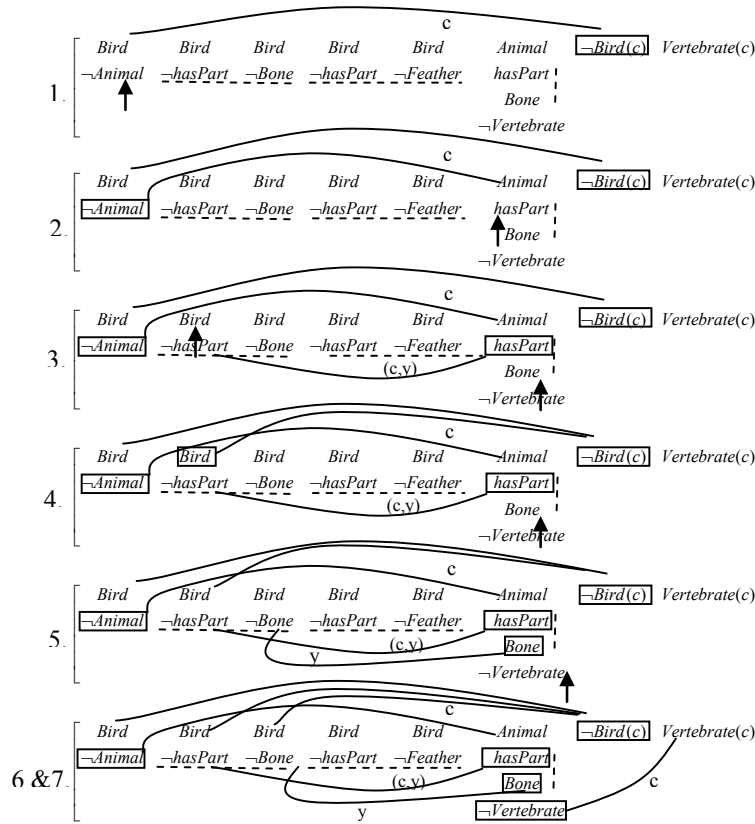 c
Bird Bird Bird Bird Bird Animal ¬Bird(c) Vertebrate(c)
¬Animal ¬hasPart ¬Bone ¬hasPart ¬Feather hasPart
1.
Bone
¬Vertebrate
c
Bird Bird Bird Bird Bird Animal ¬Bird(c) Vertebrate(c)
¬Animal ¬hasPart ¬Bone ¬hasPart ¬Feather hasPart
2.
Bone
¬Vertebrate
c
Bird Bird Bird Bird Bird Animal ¬Bird(c) Vertebrate(c)
¬Animal ¬hasPart ¬Bone ¬hasPart ¬Feather hasPart
3.
(c,y)
Bone
¬Vertebrate
c
Bird Bird Bird Bird Bird Animal ¬Bird(c) Vertebrate(c)
¬Animal ¬hasPart ¬Bone ¬hasPart ¬Feather hasPart
4.
(c,y)
Bone
¬Vertebrate
c
Bird Bird Bird Bird Bird Animal ¬Bird(c) Vertebrate(c)
¬Animal ¬hasPart ¬Bone ¬hasPart ¬Feather hasPart
5.
(c,y)
Bone
y
¬Vertebrate
c
Bird Bird Bird Bird Bird Animal ¬Bird(c) Vertebrate(c)
¬Animal ¬hasPart ¬Bone ¬hasPart ¬Feather hasPart
6 &7.
(c,y)
Bone
c
y
¬Vertebrate